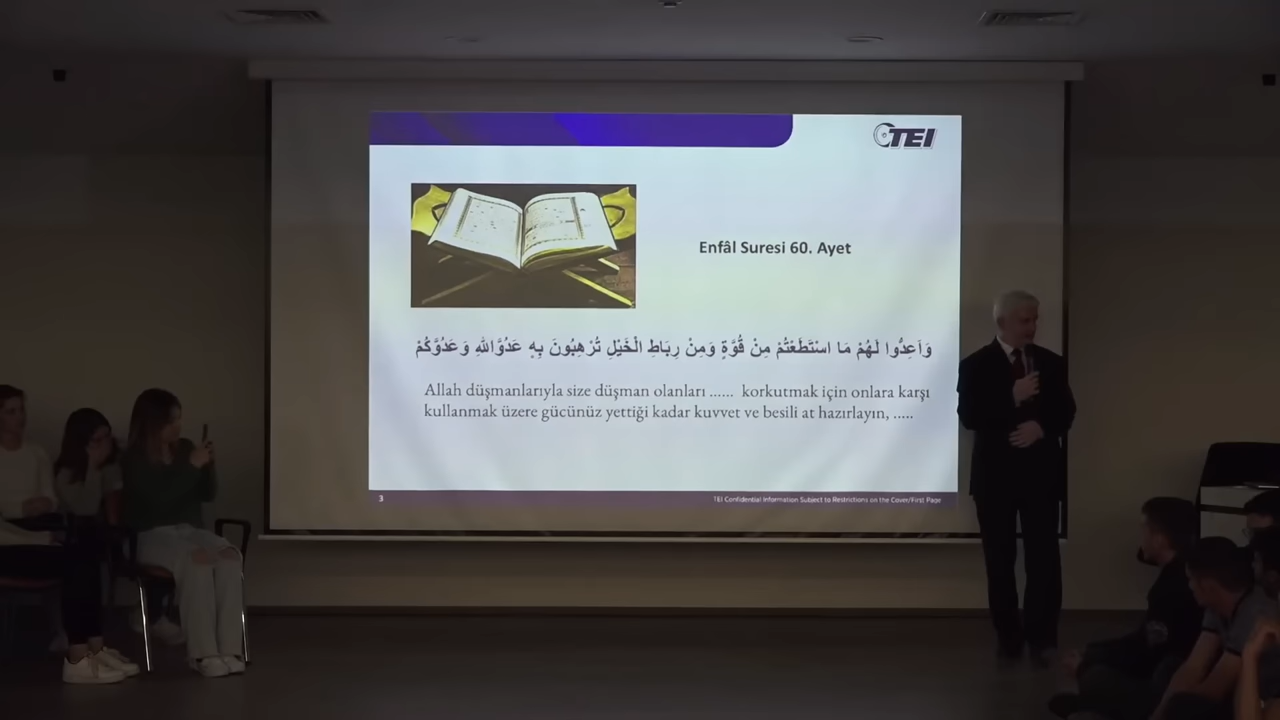 TEI
Enfâl Suresi 60. Ayet
وَاَعِدُّوا لَهُمْ مَا اسْتَطَعْتُمْ مِنْ قُوَّةٍ وَمِنْ رِبَاطِ الْخَيْلِ تُرْهِبُونَ بِهِ عَدُوَّاللهِ وَعَدُوَّكُمْ
Allah düşmanlarıyla size düşman olanları ...... korkutmak için onlara karşı
kullanmak üzere gücünüz yettiği kadar kuvvet ve besili at hazırlayın, .....
3
TEI Confidential Information Subject to Restrictions on the Cover/First Page